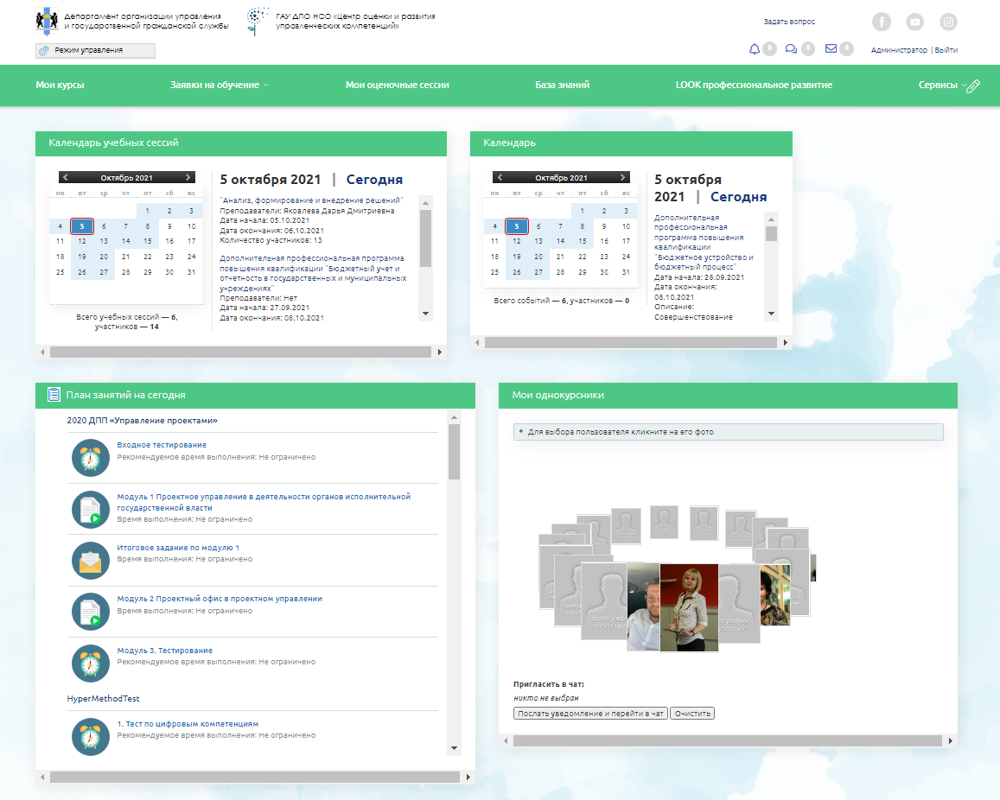 Департамент организации управления
и государственной гражданской службы
ГАУ ДПО НСО «Центр оценки и развития
управленческих компетенций»
Задать вопрос
Режим управления
0 0 0
Администратор | Выйти
Мои курсы
Заявки на обучение
Мои оценочные сессии
База знаний
LOOK профессиональное развитие
Сервисы
Календарь учебных сессий
Октябрь 2021
пн вт ср чт пт сб вс
1 2 3
4 5 6 7 8 9 10
11 12 13 14 15 16 17
18 19 20 21 22 23 24
25 26 27 28 29 30 31
Всего учебных сессий — 6,
участников — 14
5 октября 2021 | Сегодня
"Анализ, формирование и внедрение решений"
Преподаватели: Яковлева Дарья Дмитриевна
Дата начала: 05.10.2021
Дата окончания: 06.10.2021
Количество участников: 13
Дополнительная профессиональная программа
повышения квалификации "Бюджетный учет и
отчетность в государственных и муниципальных
учреждениях"
Преподаватели: Нет
Дата начала: 27.09.2021
Дата окончания: 08.10.2021
Календарь
Октябрь 2021
пн вт ср чт пт сб вс
1 2 3
4 5 6 7 8 9 10
11 12 13 14 15 16 17
18 19 20 21 22 23 24
25 26 27 28 29 30 31
Всего событий — 6, участников — 0
5 октября
2021 | Сегодня
Дополнительная
профессиональная
программа повышения
квалификации
"Бюджетное устройство и
бюджетный процесс"
Дата начала: 28.09.2021
Дата окончания:
08.10.2021
Описание:
Совершенствование
План занятий на сегодня
2020 ДПП «Управление проектами»
Входное тестирование
Рекомендуемое время выполнения: Не ограничено
Модуль 1 Проектное управление в деятельности органов исполнительной
государственной власти
Время выполнения: Не ограничено
Итоговое задание по модулю 1
Время выполнения: Не ограничено
Модуль 2 Проектный офис в проектном управлении
Время выполнения: Не ограничено
Модуль 3. Тестирование
Рекомендуемое время выполнения: Не ограничено
HyperMethodTest
1. Тест по цифровым компетенциям
Рекомендуемое время выполнения: Не ограничено
Мои однокурсники
Для выбора пользователя кликните на его фото
Пригласить в чат:
никто не выбран
Послать уведомление и перейти в чат
Очистить